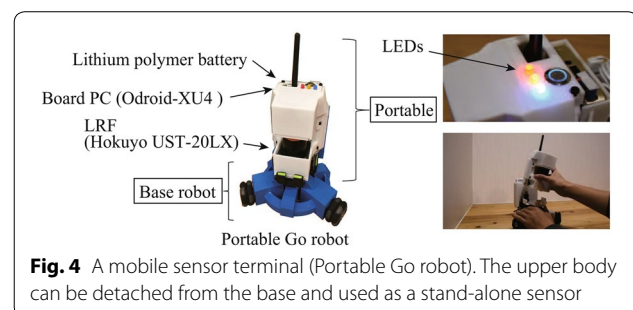 Lithium polymer battery
Board PC (Odroid-XU4 )
LRF
(Hokuyo UST-20LX)
Base robot
Portable Go robot
Portable
LEDs
Fig. 4 A mobile sensor terminal (Portable Go robot). The upper body
can be detached from the base and used as a stand-alone sensor